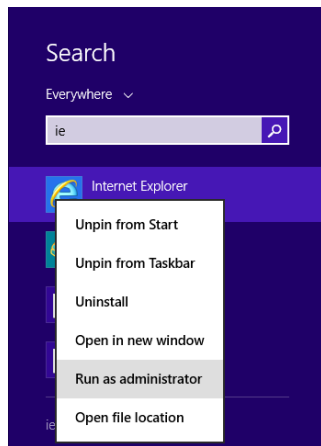 Search
Everywhere
ie
Internet Explorer
Unpin from Start
Unpin from Taskbar
Uninstall
Open in new window
Run as administrator
Open file location
ie